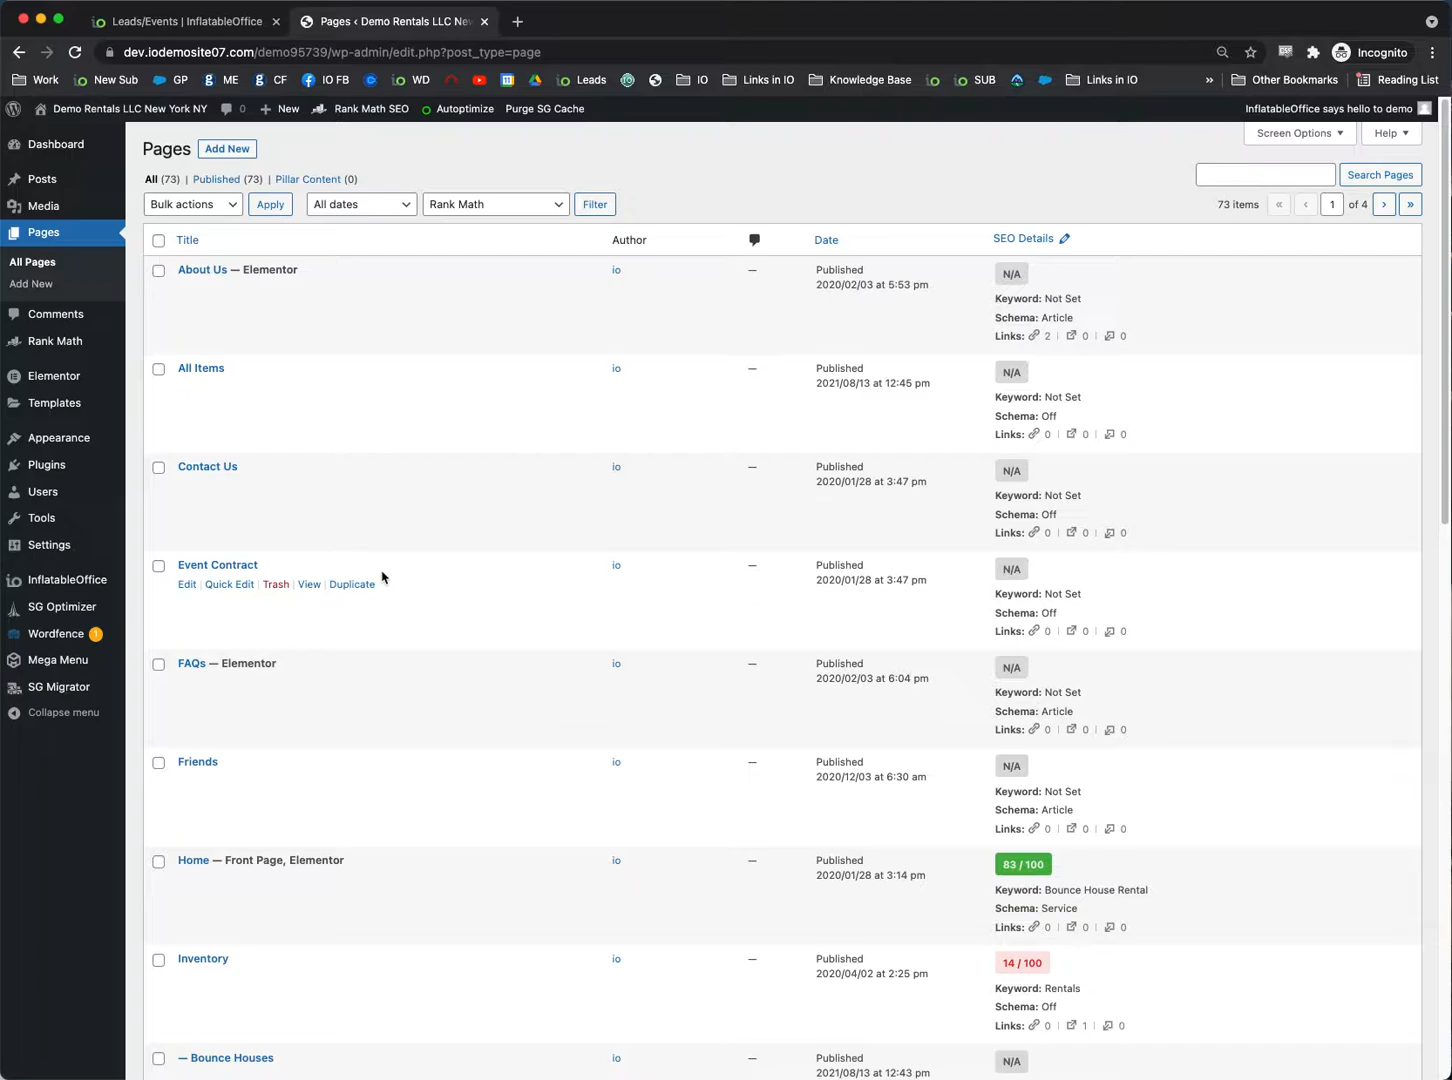 Leads/Events | InflatableOffice
Pages ‹ Demo Rentals LLC Nev
dev.iodemosite07.com/demo95739/wp-admin/edit.php?post_type=page
Incognito
Work
New Sub
GP
ME
CF
IO FB
WD
Leads
IO
Links in IO
Knowledge Base
SUB
Links in IO
»
Other Bookmarks
Reading List
Demo Rentals LLC New York NY
0
New
Rank Math SEO
Autoptimize
Purge SG Cache
InflatableOffice says hello to demo
Dashboard
Posts
Media
Pages
All Pages
Add New
Comments
Rank Math
Elementor
Templates
Appearance
Plugins
Users
Tools
Settings
InflatableOffice
SG Optimizer
Wordfence 1
Mega Menu
SG Migrator
Collapse menu
Screen Options
Help
Pages Add New
All (73) | Published (73) | Pillar Content (0)
Search Pages
Bulk actions Apply All dates Rank Math Filter
73 items « ‹ 1 of 4 › »
Title Author Date SEO Details
About Us — Elementor io — Published N/A
2020/02/03 at 5:53 pm
Keyword: Not Set
Schema: Article
Links: 2 | 0 | 0
All Items io — Published N/A
2021/08/13 at 12:45 pm
Keyword: Not Set
Schema: Off
Links: 0 | 0 | 0
Contact Us io — Published N/A
2020/01/28 at 3:47 pm
Keyword: Not Set
Schema: Off
Links: 0 | 0 | 0
Event Contract io — Published N/A
Edit | Quick Edit | Trash | View | Duplicate 2020/01/28 at 3:47 pm
Keyword: Not Set
Schema: Off
Links: 0 | 0 | 0
FAQs — Elementor io — Published N/A
2020/02/03 at 6:04 pm
Keyword: Not Set
Schema: Article
Links: 0 | 0 | 0
Friends io — Published N/A
2020/12/03 at 6:30 am
Keyword: Not Set
Schema: Article
Links: 0 | 0 | 0
Home — Front Page, Elementor io — Published 83 / 100
2020/01/28 at 3:14 pm
Keyword: Bounce House Rental
Schema: Service
Links: 0 | 0 | 0
Inventory io — Published 14 / 100
2020/04/02 at 2:25 pm
Keyword: Rentals
Schema: Off
Links: 0 | 1 | 0
— Bounce Houses io — Published N/A
2021/08/13 at 12:43 pm